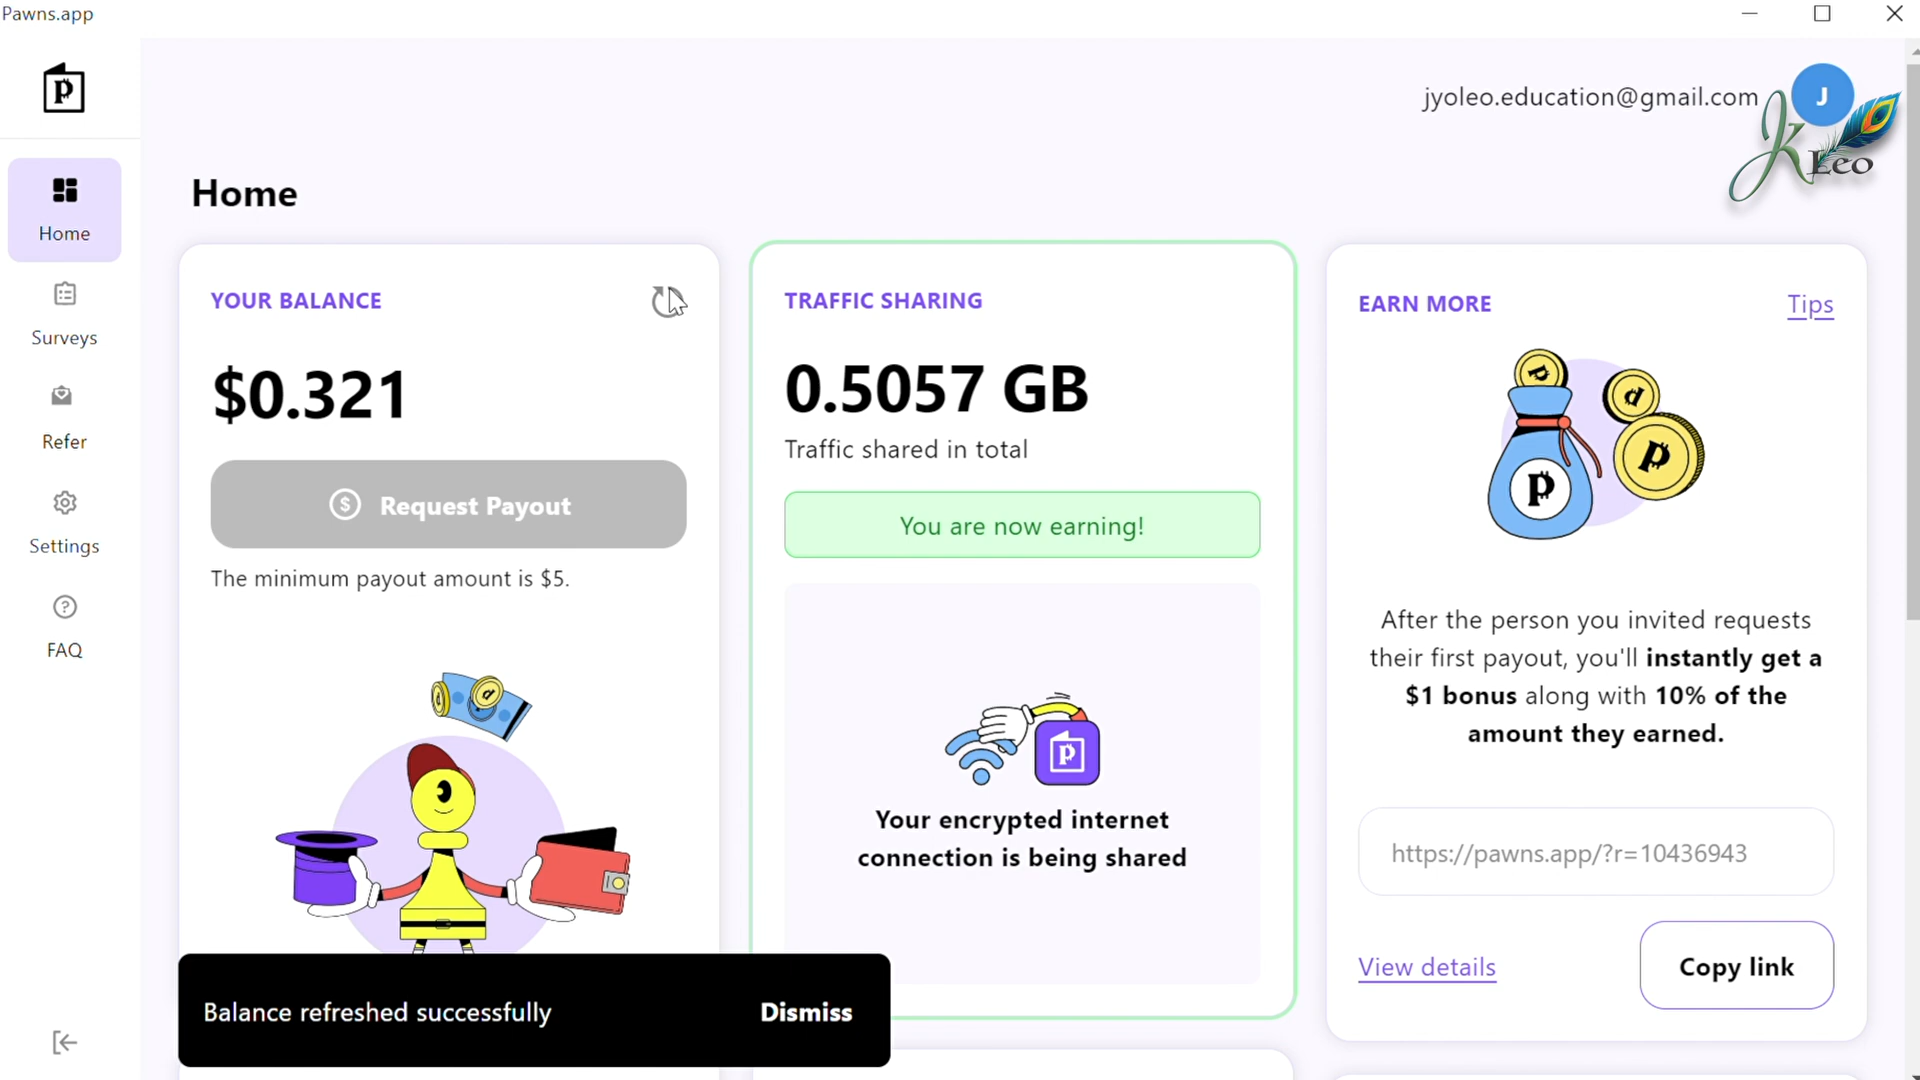 Pawns.app
jyoleo.education@gmail.com
J
K Leo
Home
Home
Surveys
Refer
Settings
FAQ
YOUR BALANCE
$0.321
Request Payout
The minimum payout amount is $5.
TRAFFIC SHARING
0.5057 GB
Traffic shared in total
You are now earning!
Your encrypted internet
connection is being shared
EARN MORE
Tips
After the person you invited requests
their first payout, you'll instantly get a
$1 bonus along with 10% of the
amount they earned.
https://pawns.app/?r=10436943
View details
Copy link
Balance refreshed successfully
Dismiss